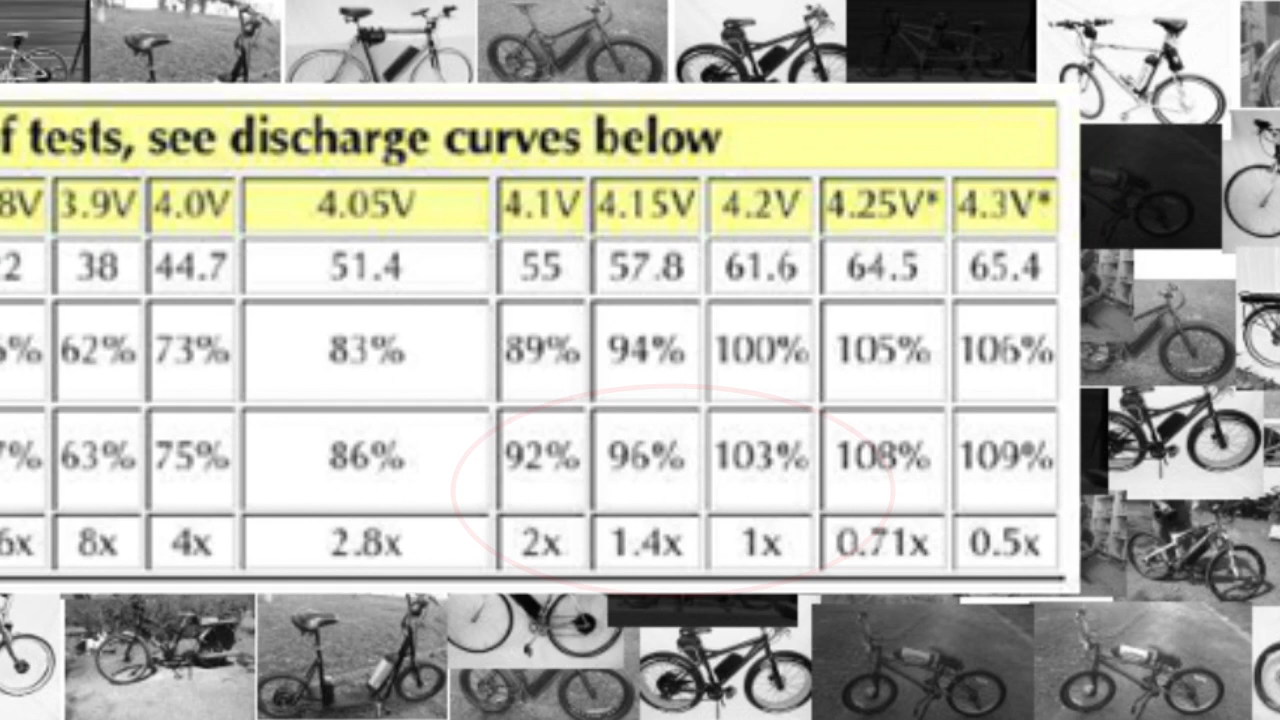 f tests, see discharge curves below
8V 3.9V 4.0V 4.05V 4.1V 4.15V 4.2V 4.25V* 4.3V*
2 38 44.7 51.4 55 57.8 61.6 64.5 65.4
% 62% 73% 83% 89% 94% 100% 105% 106%
7% 63% 75% 86% 92% 96% 103% 108% 109%
6x 8x 4x 2.8x 2x 1.4x 1x 0.71x 0.5x